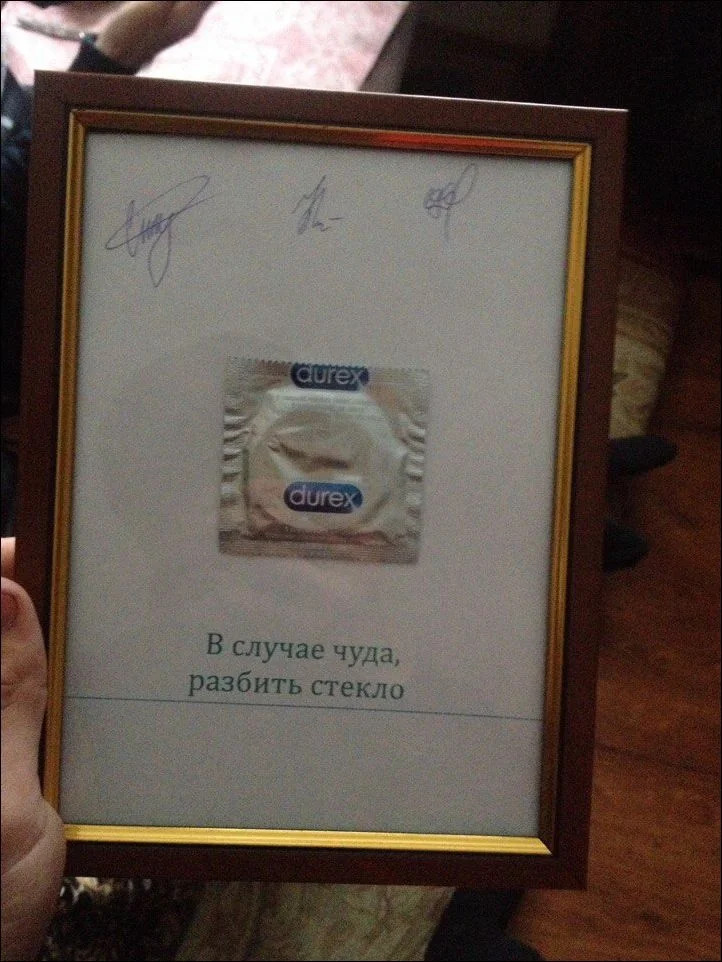 durex
durex
В случае чуда,
разбить стекло